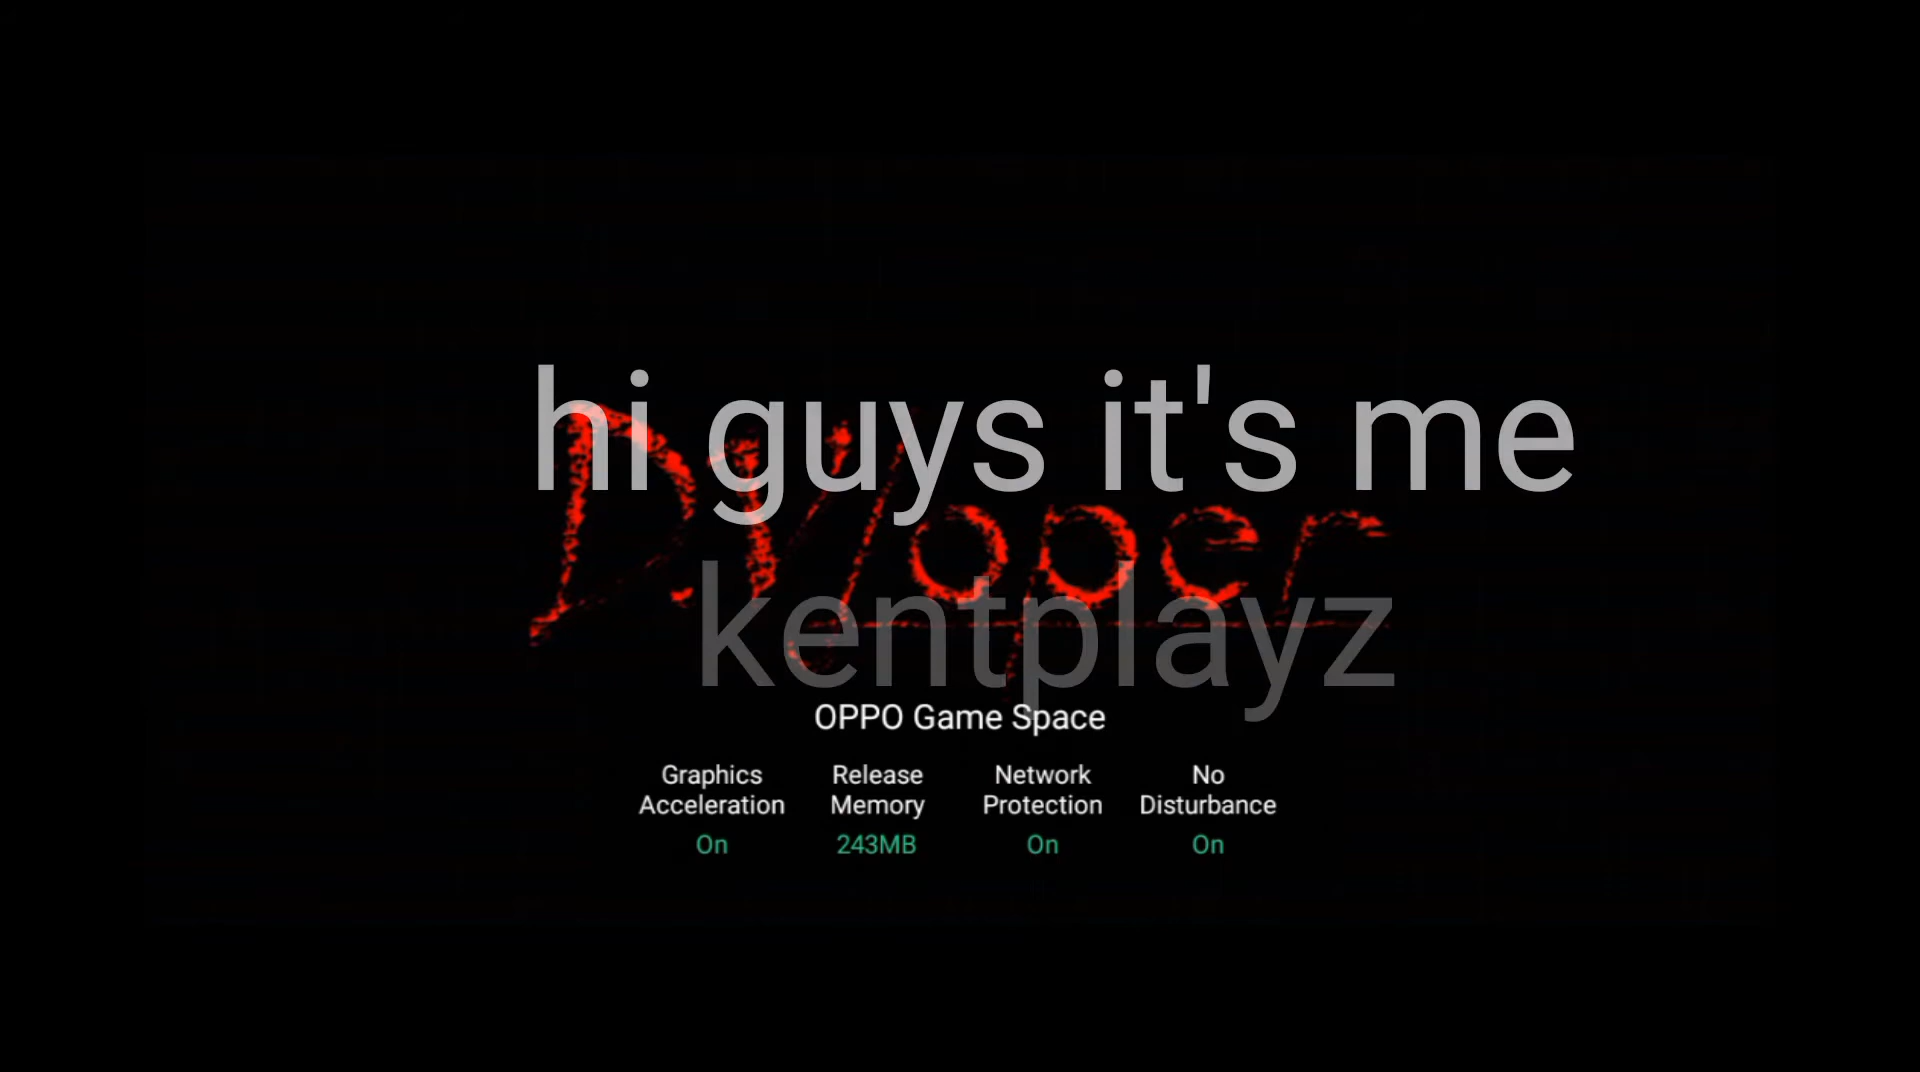 hi guys it's me
DVloper
kentplayz
OPPO Game Space
Graphics Acceleration
On
Release Memory
243MB
Network Protection
On
No Disturbance
On